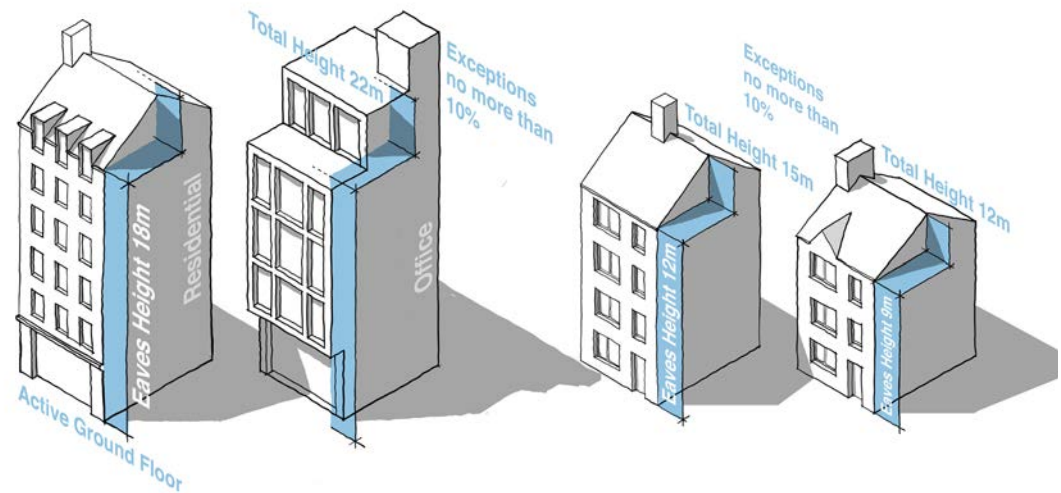 Eaves Height 18m
Residential
Active Ground Floor
Total Height 22m
Exceptions
no more than
10%
Office
Eaves Height 12m
Total Height 15m
Exceptions
no more than
10%
Eaves Height 9m
Total Height 12m